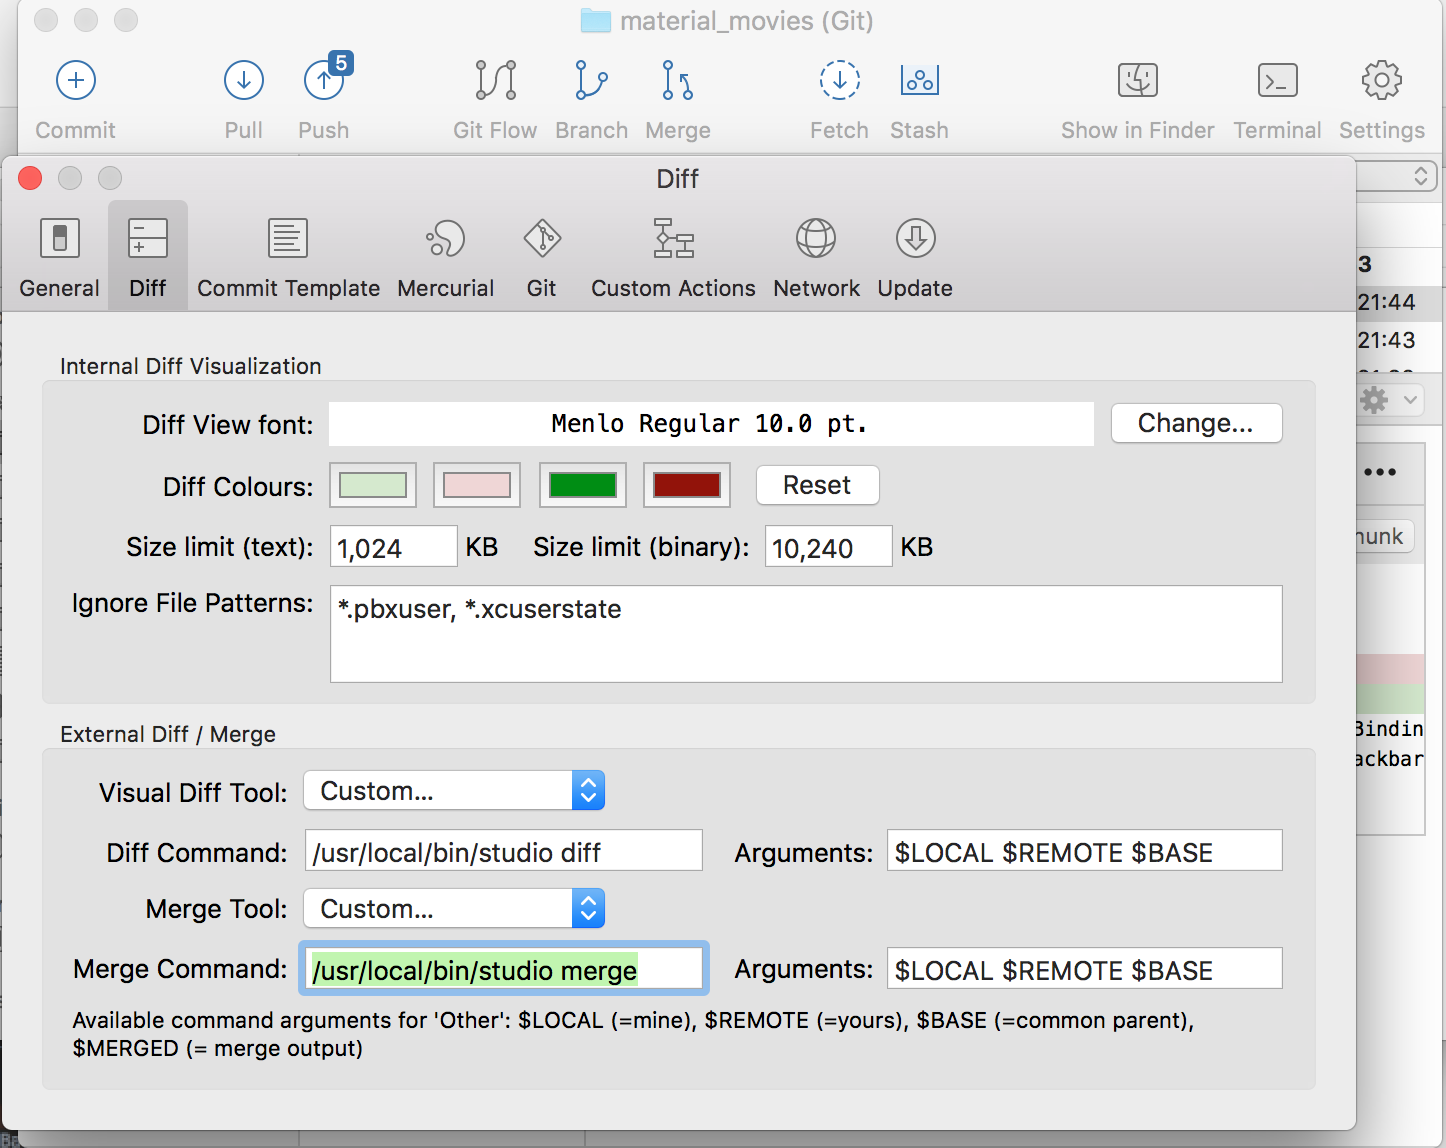 material_movies (Git)
5
Commit Pull Push Git Flow Branch Merge Fetch Stash Show in Finder Terminal Settings
Diff
General Diff Commit Template Mercurial Git Custom Actions Network Update
3
21:44
21:43
Internal Diff Visualization
Diff View font: Menlo Regular 10.0 pt. Change...
Diff Colours: Reset
Size limit (text): 1,024 KB Size limit (binary): 10,240 KB
Ignore File Patterns: *.pbxuser, *.xcuserstate
External Diff / Merge
Visual Diff Tool: Custom...
Diff Command: /usr/local/bin/studio diff Arguments: $LOCAL $REMOTE $BASE
Merge Tool: Custom...
Merge Command: /usr/local/bin/studio merge Arguments: $LOCAL $REMOTE $BASE
Available command arguments for 'Other': $LOCAL (=mine), $REMOTE (=yours), $BASE (=common parent),
$MERGED (= merge output)